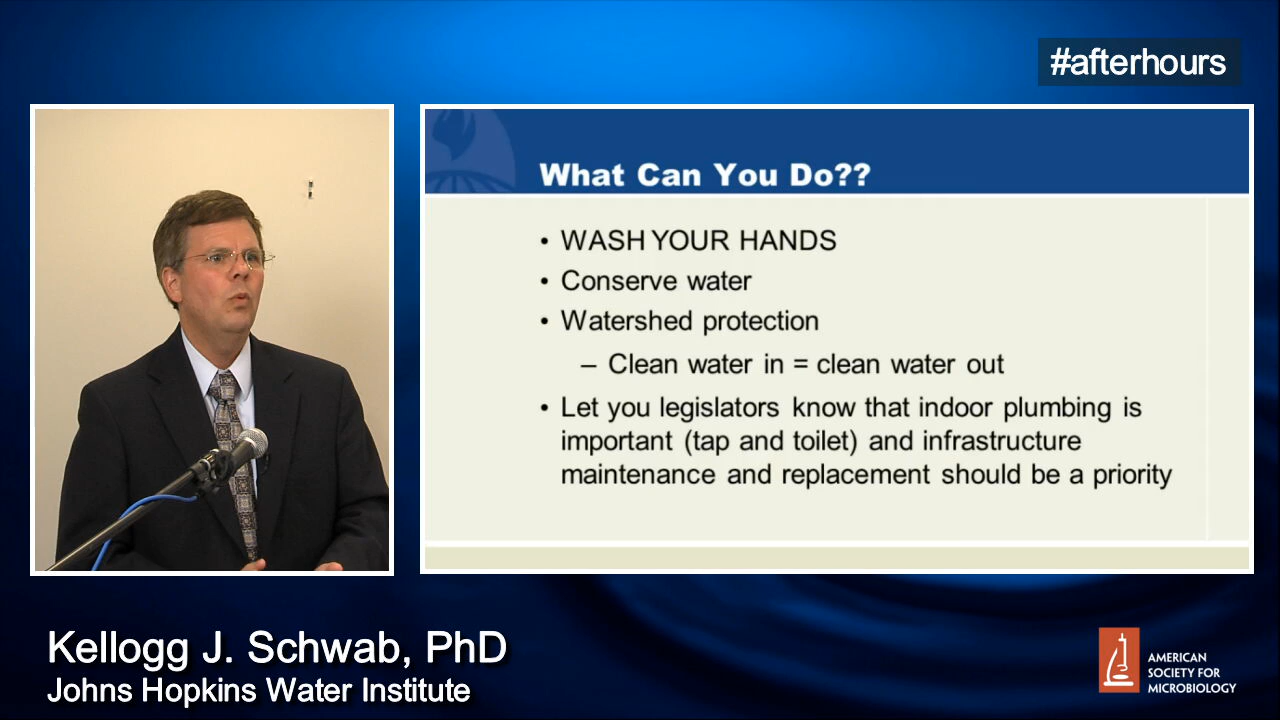 #afterhours
What Can You Do??
• WASH YOUR HANDS
• Conserve water
• Watershed protection
– Clean water in = clean water out
• Let you legislators know that indoor plumbing is
important (tap and toilet) and infrastructure
maintenance and replacement should be a priority
Kellogg J. Schwab, PhD
Johns Hopkins Water Institute
AMERICAN
SOCIETY FOR
MICROBIOLOGY